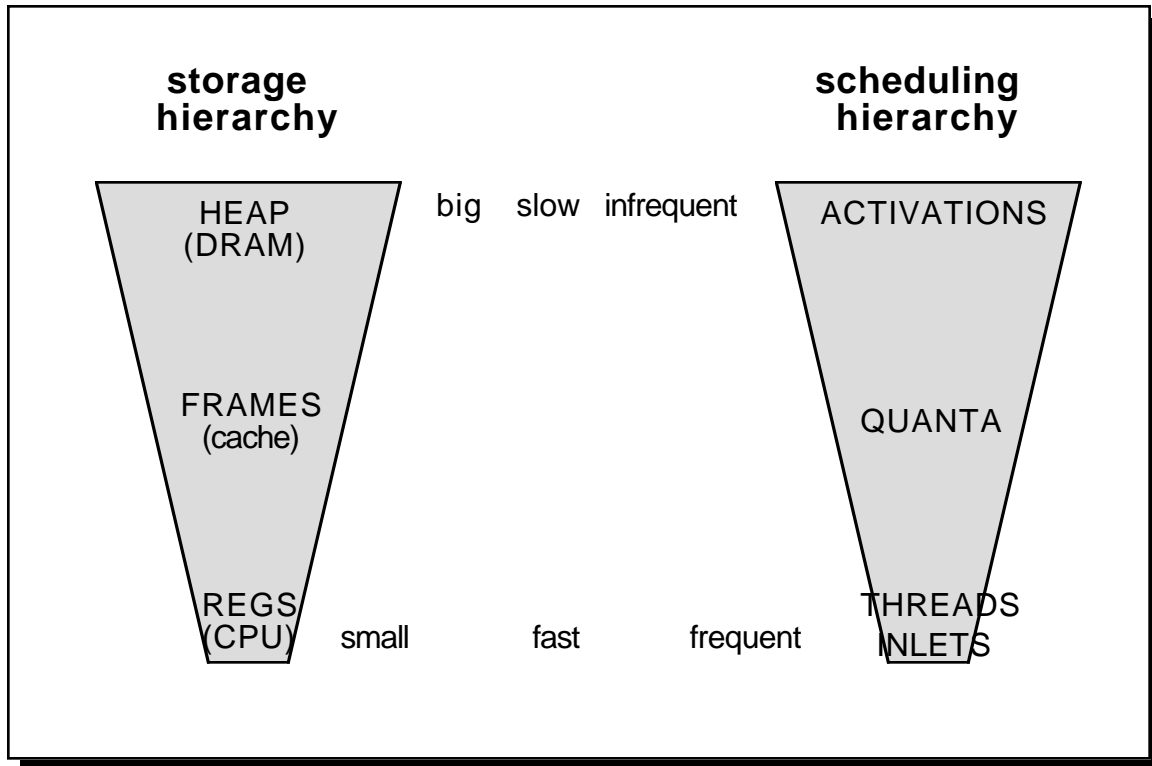 storage
hierarchy
scheduling
hierarchy
HEAP
(DRAM)
big slow infrequent
ACTIVATIONS
FRAMES
(cache)
QUANTA
REGS
(CPU)
small fast frequent
THREADS
INLETS